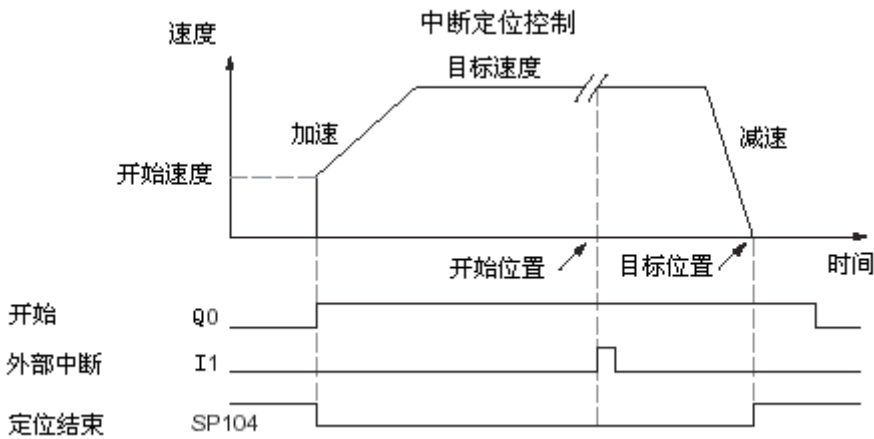 中断定位控制
速度
目标速度
加速
减速
开始速度
开始位置
目标位置
时间
开始 Q0
外部中断 I1
定位结束 SP104